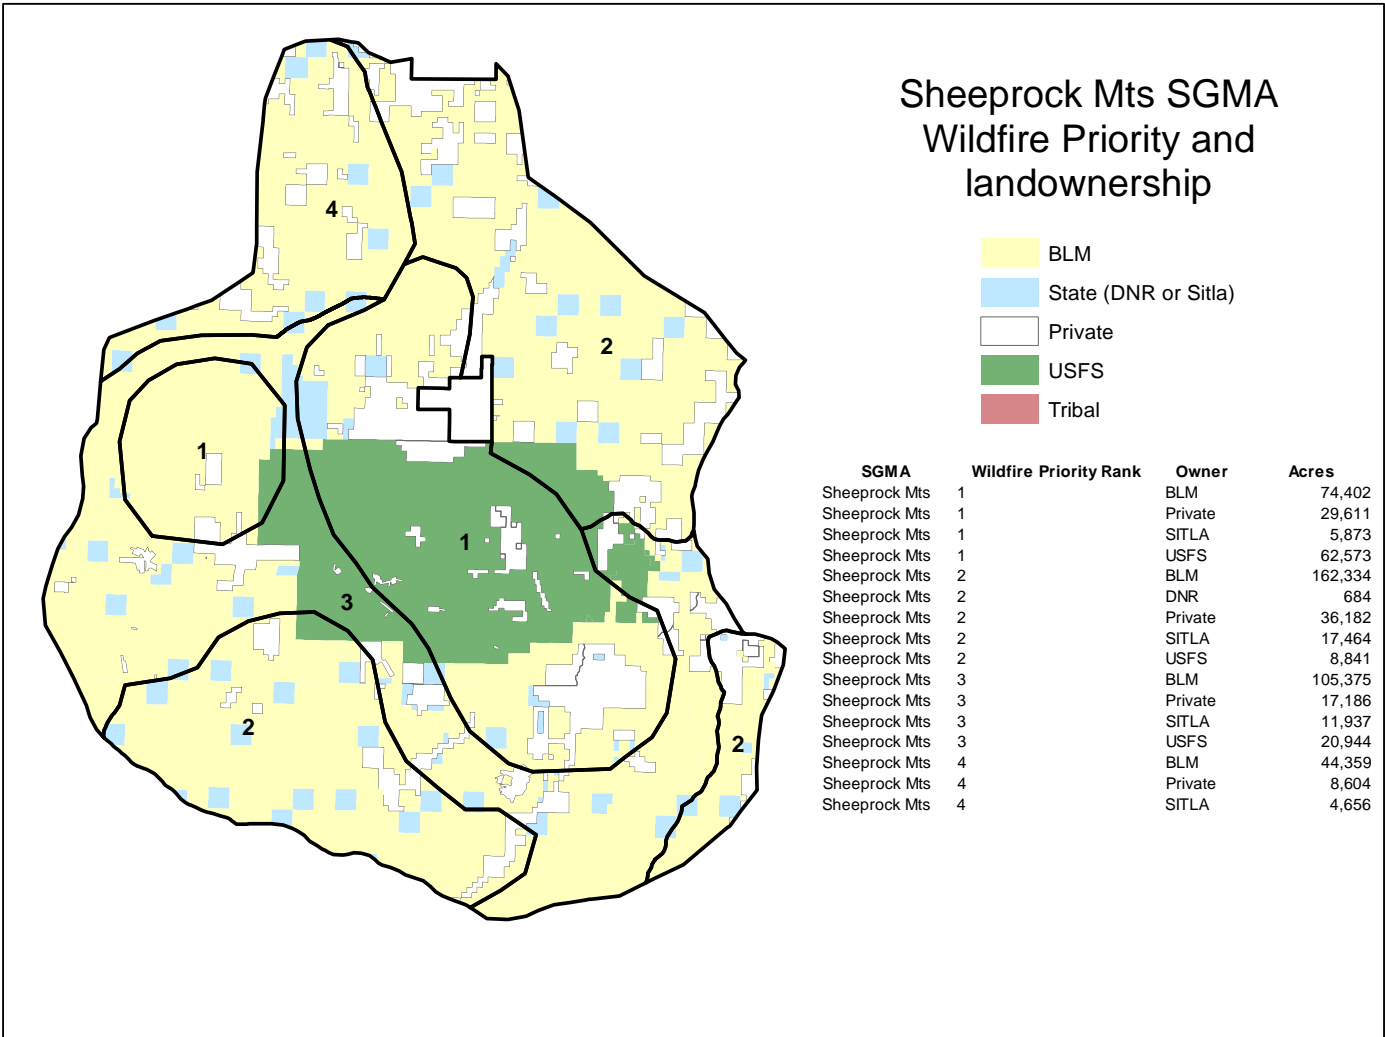 Sheeprock Mts SGMA
Wildfire Priority and
landownership
BLM
State (DNR or Sitla)
Private
USFS
Tribal
SGMA Wildfire Priority Rank Owner Acres
Sheeprock Mts 1 BLM 74,402
Sheeprock Mts 1 Private 29,611
Sheeprock Mts 1 SITLA 5,873
Sheeprock Mts 1 USFS 62,573
Sheeprock Mts 2 BLM 162,334
Sheeprock Mts 2 DNR 684
Sheeprock Mts 2 Private 36,182
Sheeprock Mts 2 SITLA 17,464
Sheeprock Mts 2 USFS 8,841
Sheeprock Mts 3 BLM 105,375
Sheeprock Mts 3 Private 17,186
Sheeprock Mts 3 SITLA 11,937
Sheeprock Mts 3 USFS 20,944
Sheeprock Mts 4 BLM 44,359
Sheeprock Mts 4 Private 8,604
Sheeprock Mts 4 SITLA 4,656
4
2
1
1
3
2
2